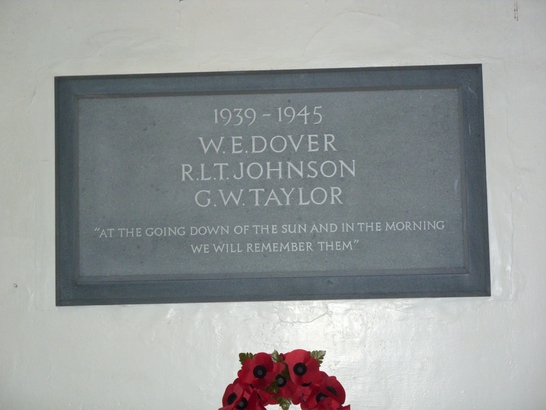 1939 - 1945
W.E.DOVER
R.L.T.JOHNSON
G.W.TAYLOR
"AT THE GOING DOWN OF THE SUN AND IN THE MORNING
WE WILL REMEMBER THEM"